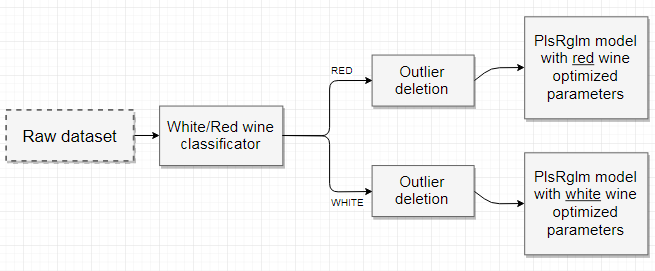 Raw dataset
White/Red wine
classificator
RED
Outlier
deletion
PlsRglm model
with red wine
optimized
parameters
WHITE
Outlier
deletion
PlsRglm model
with white wine
optimized
parameters